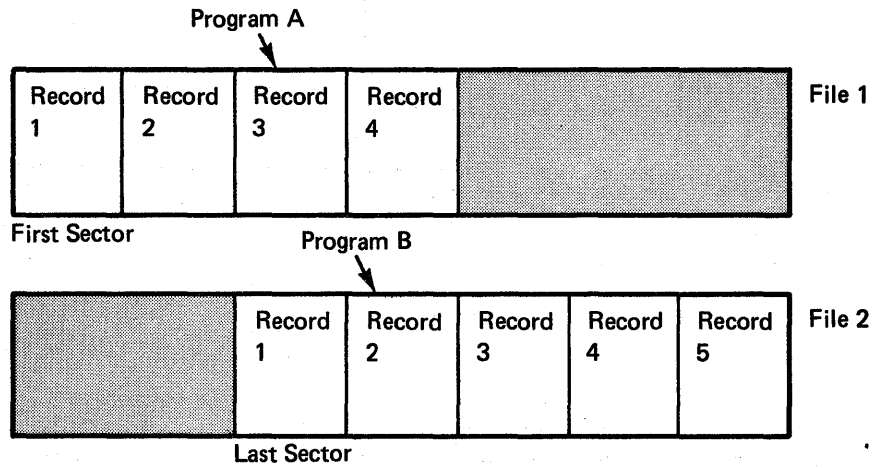 Program A
Record 1
Record 2
Record 3
Record 4
File 1
First Sector
Program B
Record 1
Record 2
Record 3
Record 4
Record 5
File 2
Last Sector